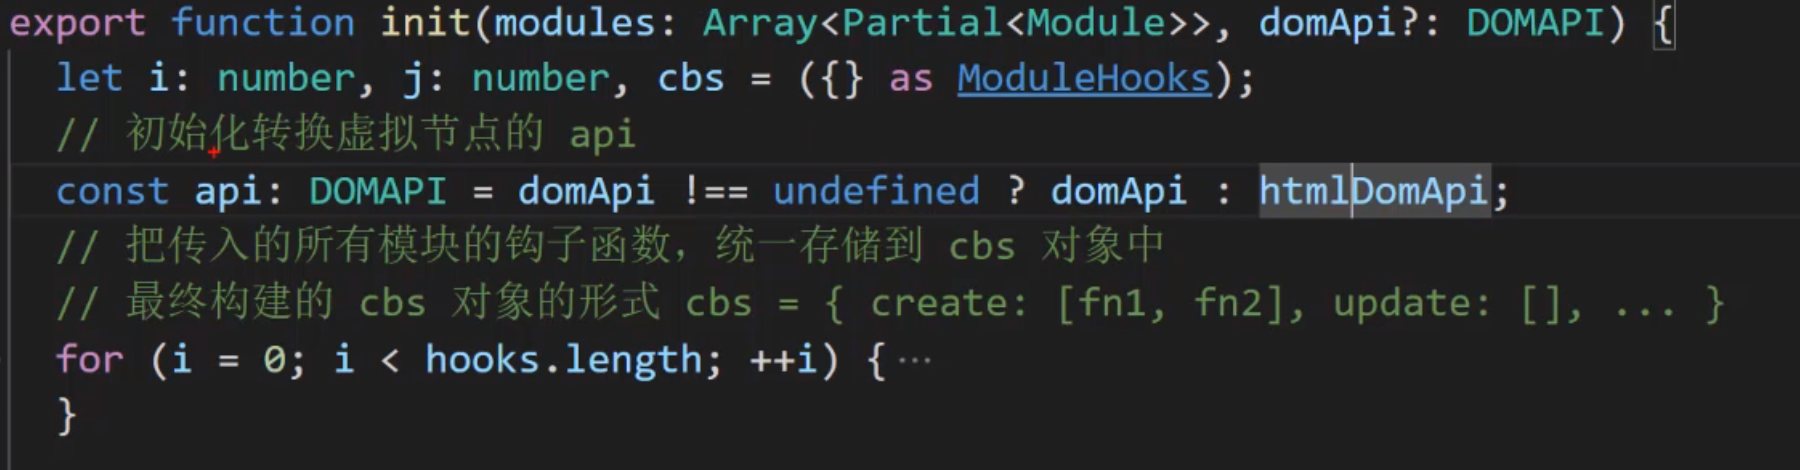 export function init(modules: Array<Partial<Module>>, domApi?: DOMAPI) {
let i: number, j: number, cbs = ({} as ModuleHooks);
// 初始化转换虚拟节点的 api
const api: DOMAPI = domApi !== undefined ? domApi : htmlDomApi;
// 把传入的所有模块的钩子函数，统一存储到 cbs 对象中
// 最终构建的 cbs 对象的形式 cbs = { create: [fn1, fn2], update: [], ... }
for (i = 0; i < hooks.length; ++i) {···
}